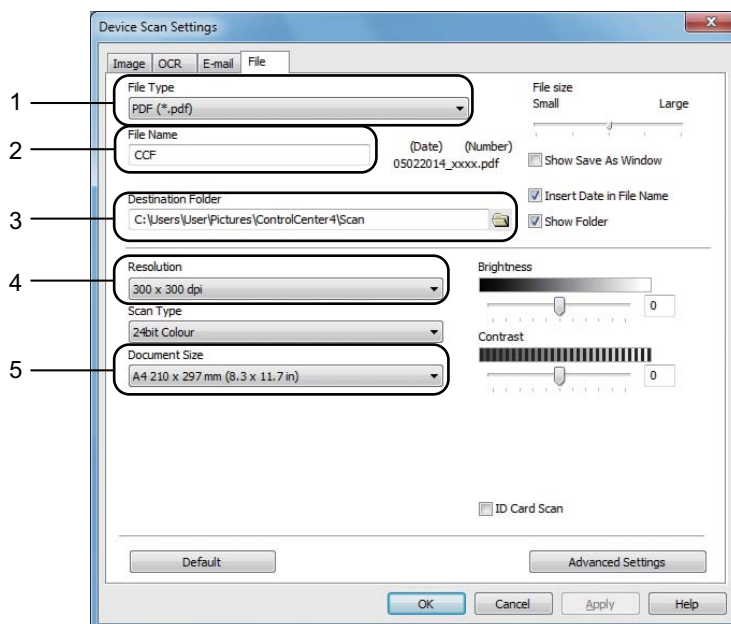 Device Scan Settings
x
Image OCR E-mail File
1
File Type
PDF (*.pdf)
File size
Small Large
2
File Name
CCF
(Date) (Number)
05022014_xxxx.pdf
Show Save As Window
Insert Date in File Name
Show Folder
3
Destination Folder
C:\Users\User\Pictures\ControlCenter4\Scan
4
Resolution
300 x 300 dpi
Brightness
0
Scan Type
24bit Colour
Contrast
0
5
Document Size
A4 210 x 297 mm (8.3 x 11.7 in)
ID Card Scan
Default Advanced Settings
OK Cancel Apply Help